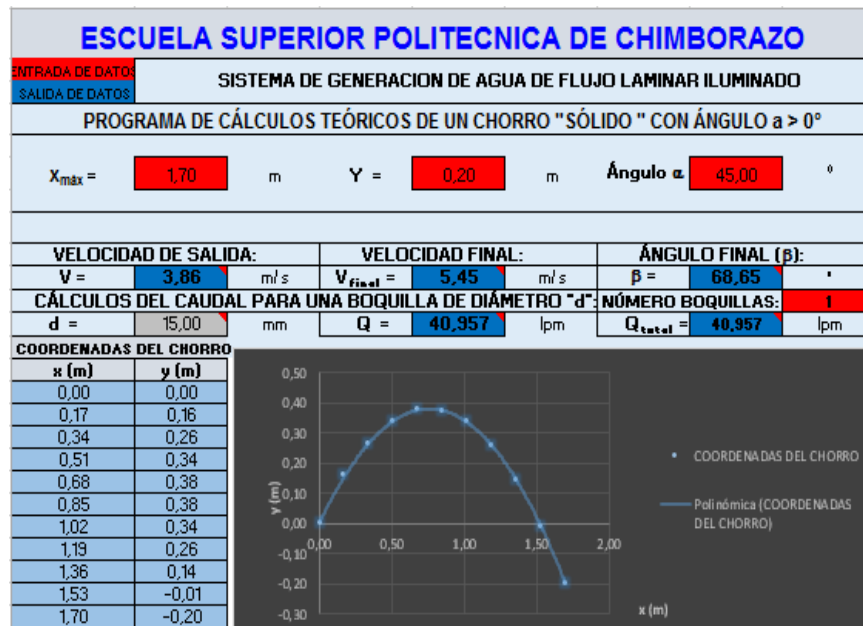 ESCUELA SUPERIOR POLITECNICA DE CHIMBORAZO
ENTRADA DE DATOS
SALIDA DE DATOS
SISTEMA DE GENERACION DE AGUA DE FLUJO LAMINAR ILUMINADO
PROGRAMA DE CÁLCULOS TEÓRICOS DE UN CHORRO "SÓLIDO " CON ÁNGULO a > 0º
Xmáx = 1,70 m Y = 0,20 m Ángulo α 45,00 º
VELOCIDAD DE SALIDA: VELOCIDAD FINAL: ÁNGULO FINAL (β):
V = 3,86 m/s Vfinal = 5,45 m/s β = 68,65 º
CÁLCULOS DEL CAUDAL PARA UNA BOQUILLA DE DIÁMETRO "d": NÚMERO BOQUILLAS: 1
d = 15,00 mm Q = 40,957 lpm Qtotal = 40,957 lpm
COORDENADAS DEL CHORRO
x (m) y (m)
0,00 0,00
0,17 0,16
0,34 0,26
0,51 0,34
0,68 0,38
0,85 0,38
1,02 0,34
1,19 0,26
1,36 0,14
1,53 -0,01
1,70 -0,20
0,50
0,40
0,30
0,20
0,10
0,00
-0,10
-0,20
-0,30
y (m)
0,00 0,50 1,00 1,50 2,00
x (m)
COORDENADAS DEL CHORRO
Polinómica (COORDENADAS
DEL CHORRO)